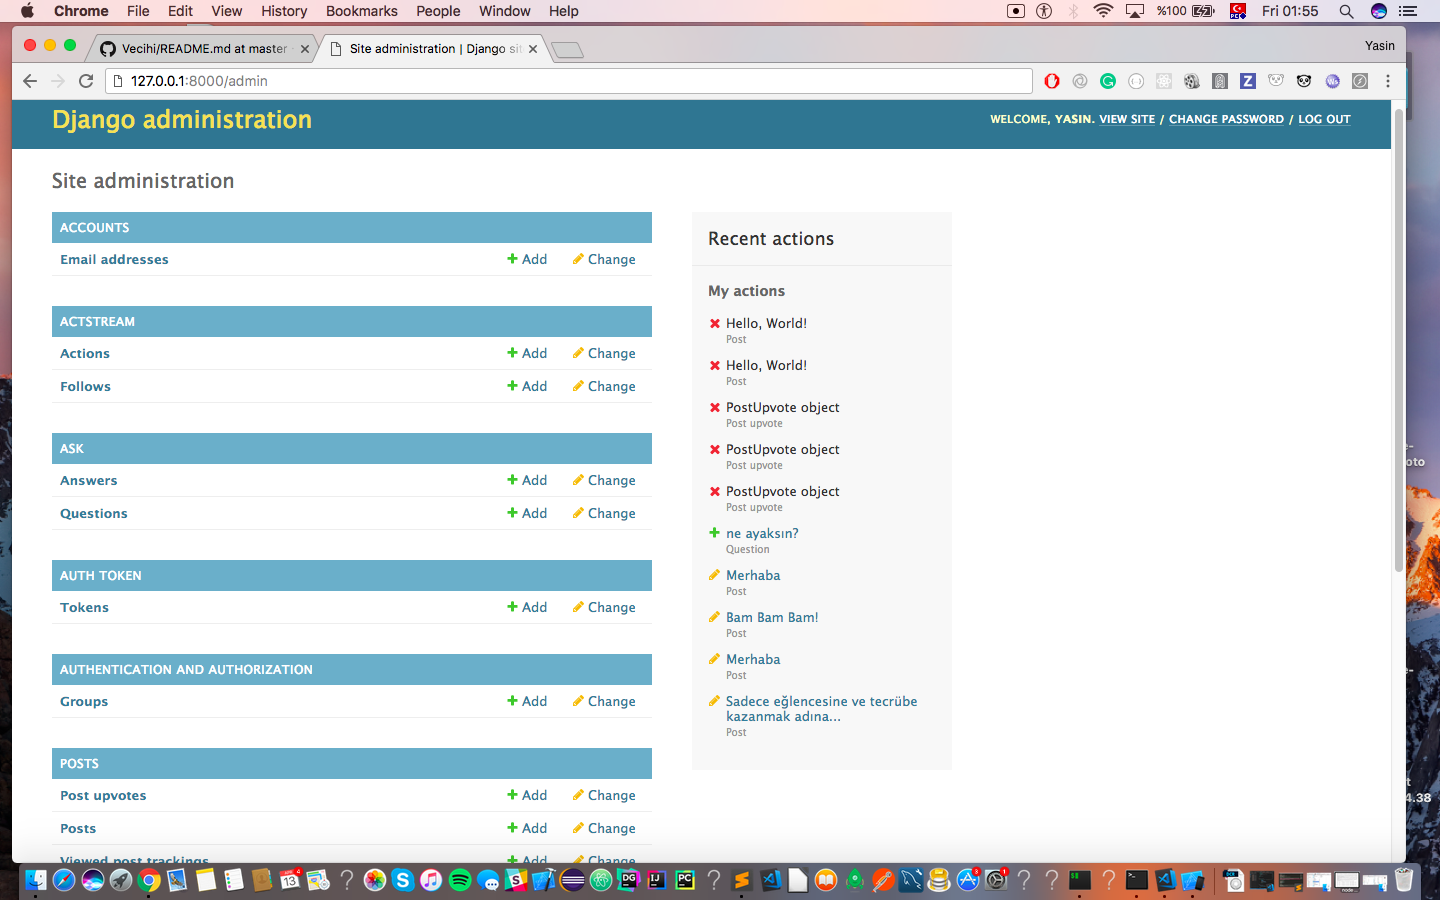 Chrome File Edit View History Bookmarks People Window Help %100 Fri 01:55
Vecihi/README.md at master
Site administration | Django sit
Yasin
127.0.0.1:8000/admin
Django administration
WELCOME, YASIN. VIEW SITE / CHANGE PASSWORD / LOG OUT
Site administration
ACCOUNTS
Email addresses Add Change
ACTSTREAM
Actions Add Change
Follows Add Change
ASK
Answers Add Change
Questions Add Change
AUTH TOKEN
Tokens Add Change
AUTHENTICATION AND AUTHORIZATION
Groups Add Change
POSTS
Post upvotes Add Change
Posts Add Change
Viewed post trackings Add Change
Recent actions
My actions
Hello, World!
Post
Hello, World!
Post
PostUpvote object
Post upvote
PostUpvote object
Post upvote
PostUpvote object
Post upvote
ne ayaksın?
Question
Merhaba
Post
Bam Bam Bam!
Post
Merhaba
Post
Sadece eğlencesine ve tecrübe
kazanmak adına...
Post
oto
4.38
13
DG
IJ
PC